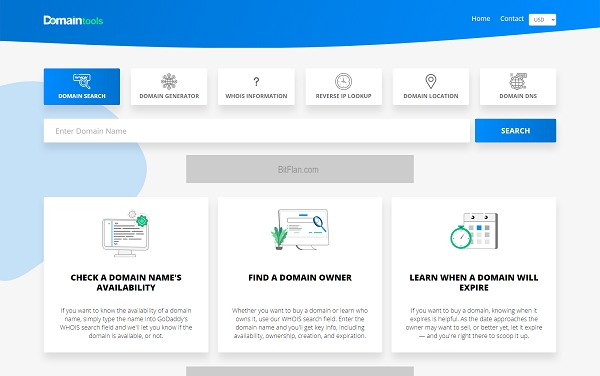 Domaintools
Home Contact USD
DOMAIN SEARCH
DOMAIN GENERATOR
?
WHOIS INFORMATION
REVERSE IP LOOKUP
DOMAIN LOCATION
DOMAIN DNS
Enter Domain Name
SEARCH
BitFlan.com
CHECK A DOMAIN NAME'S
AVAILABILITY
If you want to know the availability of a domain
name, simply type the name into GoDaddy's
WHOIS search field and we'll let you know if the
domain is available, or not.
FIND A DOMAIN OWNER
Whether you want to buy a domain or learn who
owns it, use our WHOIS search field. Enter the
domain name and you'll get key info, including
availability, ownership, creation, and expiration.
LEARN WHEN A DOMAIN WILL
EXPIRE
If you want to buy a domain, knowing when it
expires is helpful. As the date approaches the
owner may want to sell, or better yet, let it expire
— and you're right there to scoop it up.